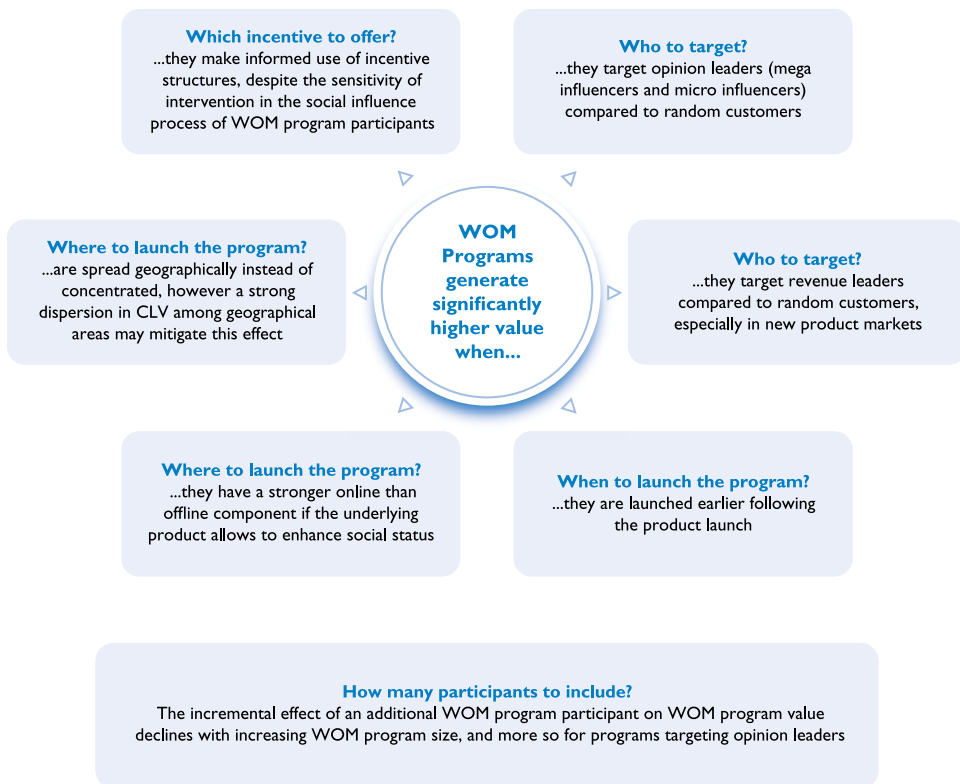 Which incentive to offer?
...they make informed use of incentive
structures, despite the sensitivity of
intervention in the social influence
process of WOM program participants
Who to target?
...they target opinion leaders (mega
influencers and micro influencers)
compared to random customers
Where to launch the program?
...are spread geographically instead of
concentrated, however a strong
dispersion in CLV among geographical
areas may mitigate this effect
WOM
Programs
generate
significantly
higher value
when...
Who to target?
...they target revenue leaders
compared to random customers,
especially in new product markets
Where to launch the program?
...they have a stronger online than
offline component if the underlying
product allows to enhance social status
When to launch the program?
...they are launched earlier following
the product launch
How many participants to include?
The incremental effect of an additional WOM program participant on WOM program value
declines with increasing WOM program size, and more so for programs targeting opinion leaders